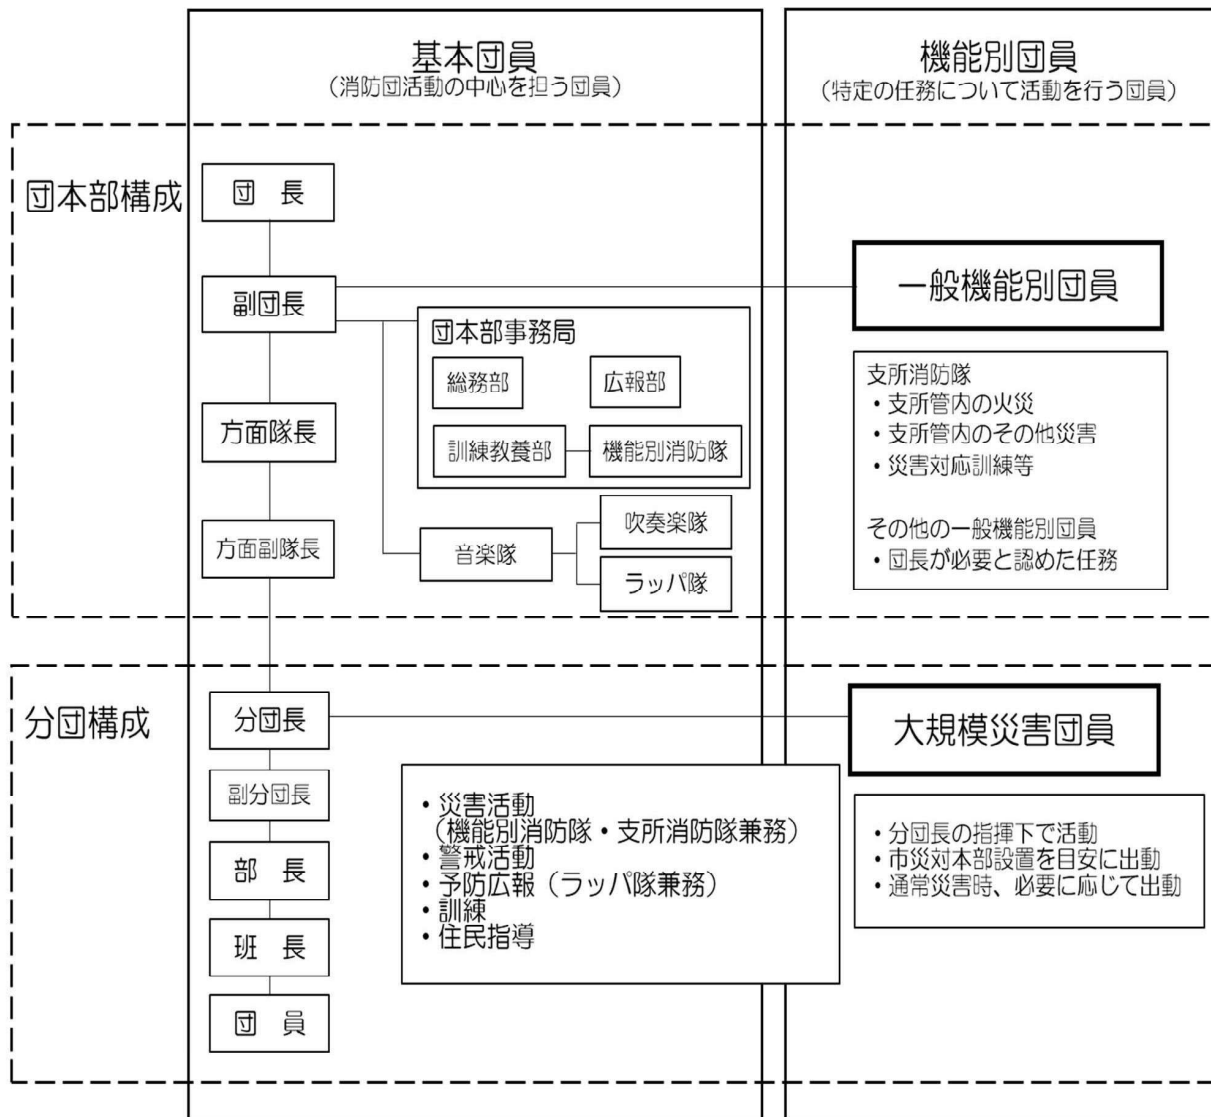 基本団員
(消防団活動の中心を担う団員)
機能別団員
(特定の任務について活動を行う団員)
団本部構成
団 長
副団長
方面隊長
方面副隊長
団本部事務局
総務部
広報部
訓練教養部
機能別消防隊
音楽隊
吹奏楽隊
ラッパ隊
一般機能別団員
支所消防隊
・支所管内の火災
・支所管内のその他災害
・災害対応訓練等
その他の一般機能別団員
・団長が必要と認めた任務
分団構成
分団長
副分団長
部 長
班 長
団 員
・災害活動
(機能別消防隊・支所消防隊兼務)
・警戒活動
・予防広報(ラッパ隊兼務)
・訓練
・住民指導
大規模災害団員
・分団長の指揮下で活動
・市災対本部設置を目安に出動
・通常災害時、必要に応じて出動